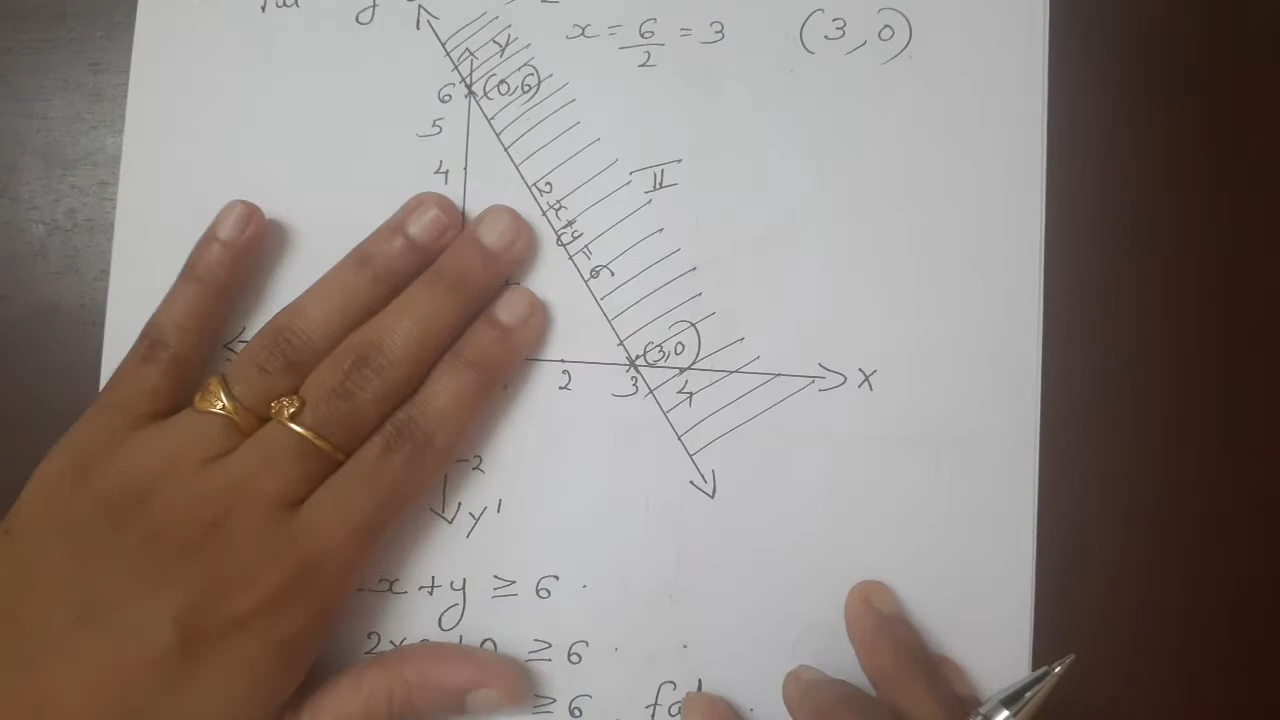 y
x = 6/2 = 3 (3,0)
Y
6 (0,6)
5
4
II
2x+y=6
(3,0)
2 3 4 X
-2
Y'
x + y ≥ 6
≥ 6
≥ 6